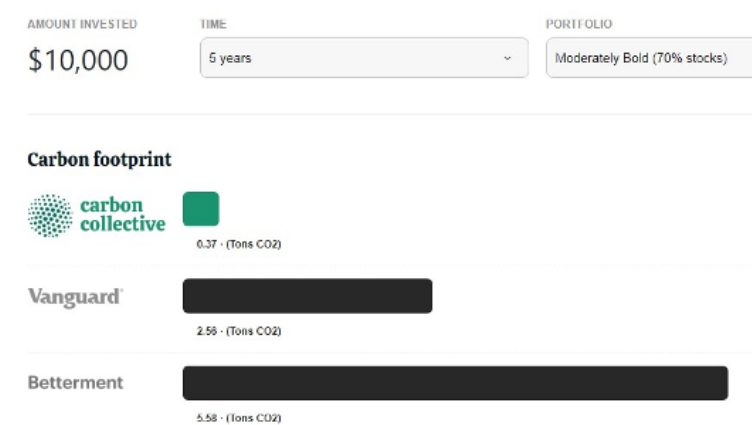 AMOUNT INVESTED TIME PORTFOLIO
$10,000 5 years Moderately Bold (70% stocks)
Carbon footprint
carbon
collective
0.37 · (Tons CO2)
Vanguard®
2.56 · (Tons CO2)
Betterment
5.58 · (Tons CO2)